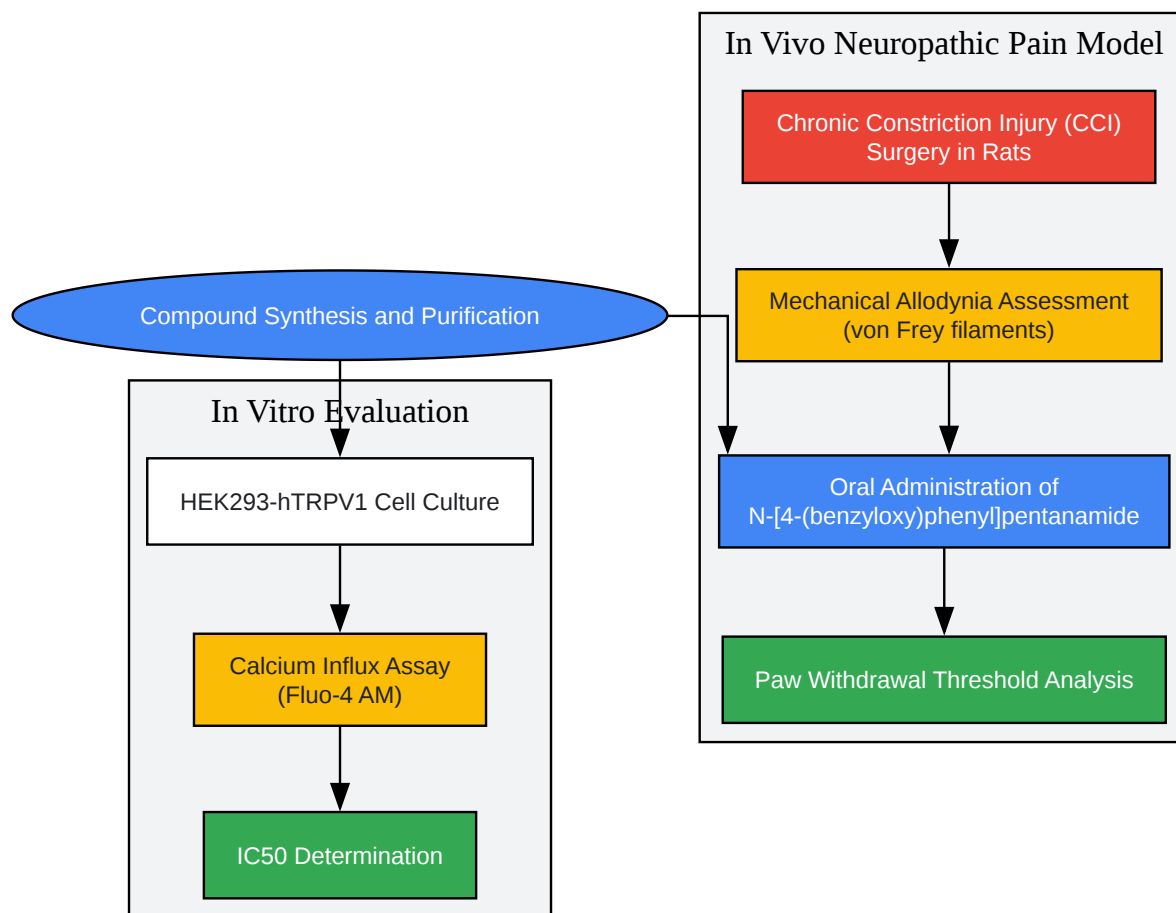 In Vivo Neuropathic Pain Model
Chronic Constriction Injury (CCI)
Surgery in Rats
Mechanical Allodynia Assessment
(von Frey filaments)
Compound Synthesis and Purification
In Vitro Evaluation
HEK293-hTRPV1 Cell Culture
Oral Administration of
N-[4-(benzyloxy)phenyl]pentanamide
Calcium Influx Assay
(Fluo-4 AM)
Paw Withdrawal Threshold Analysis
IC50 Determination